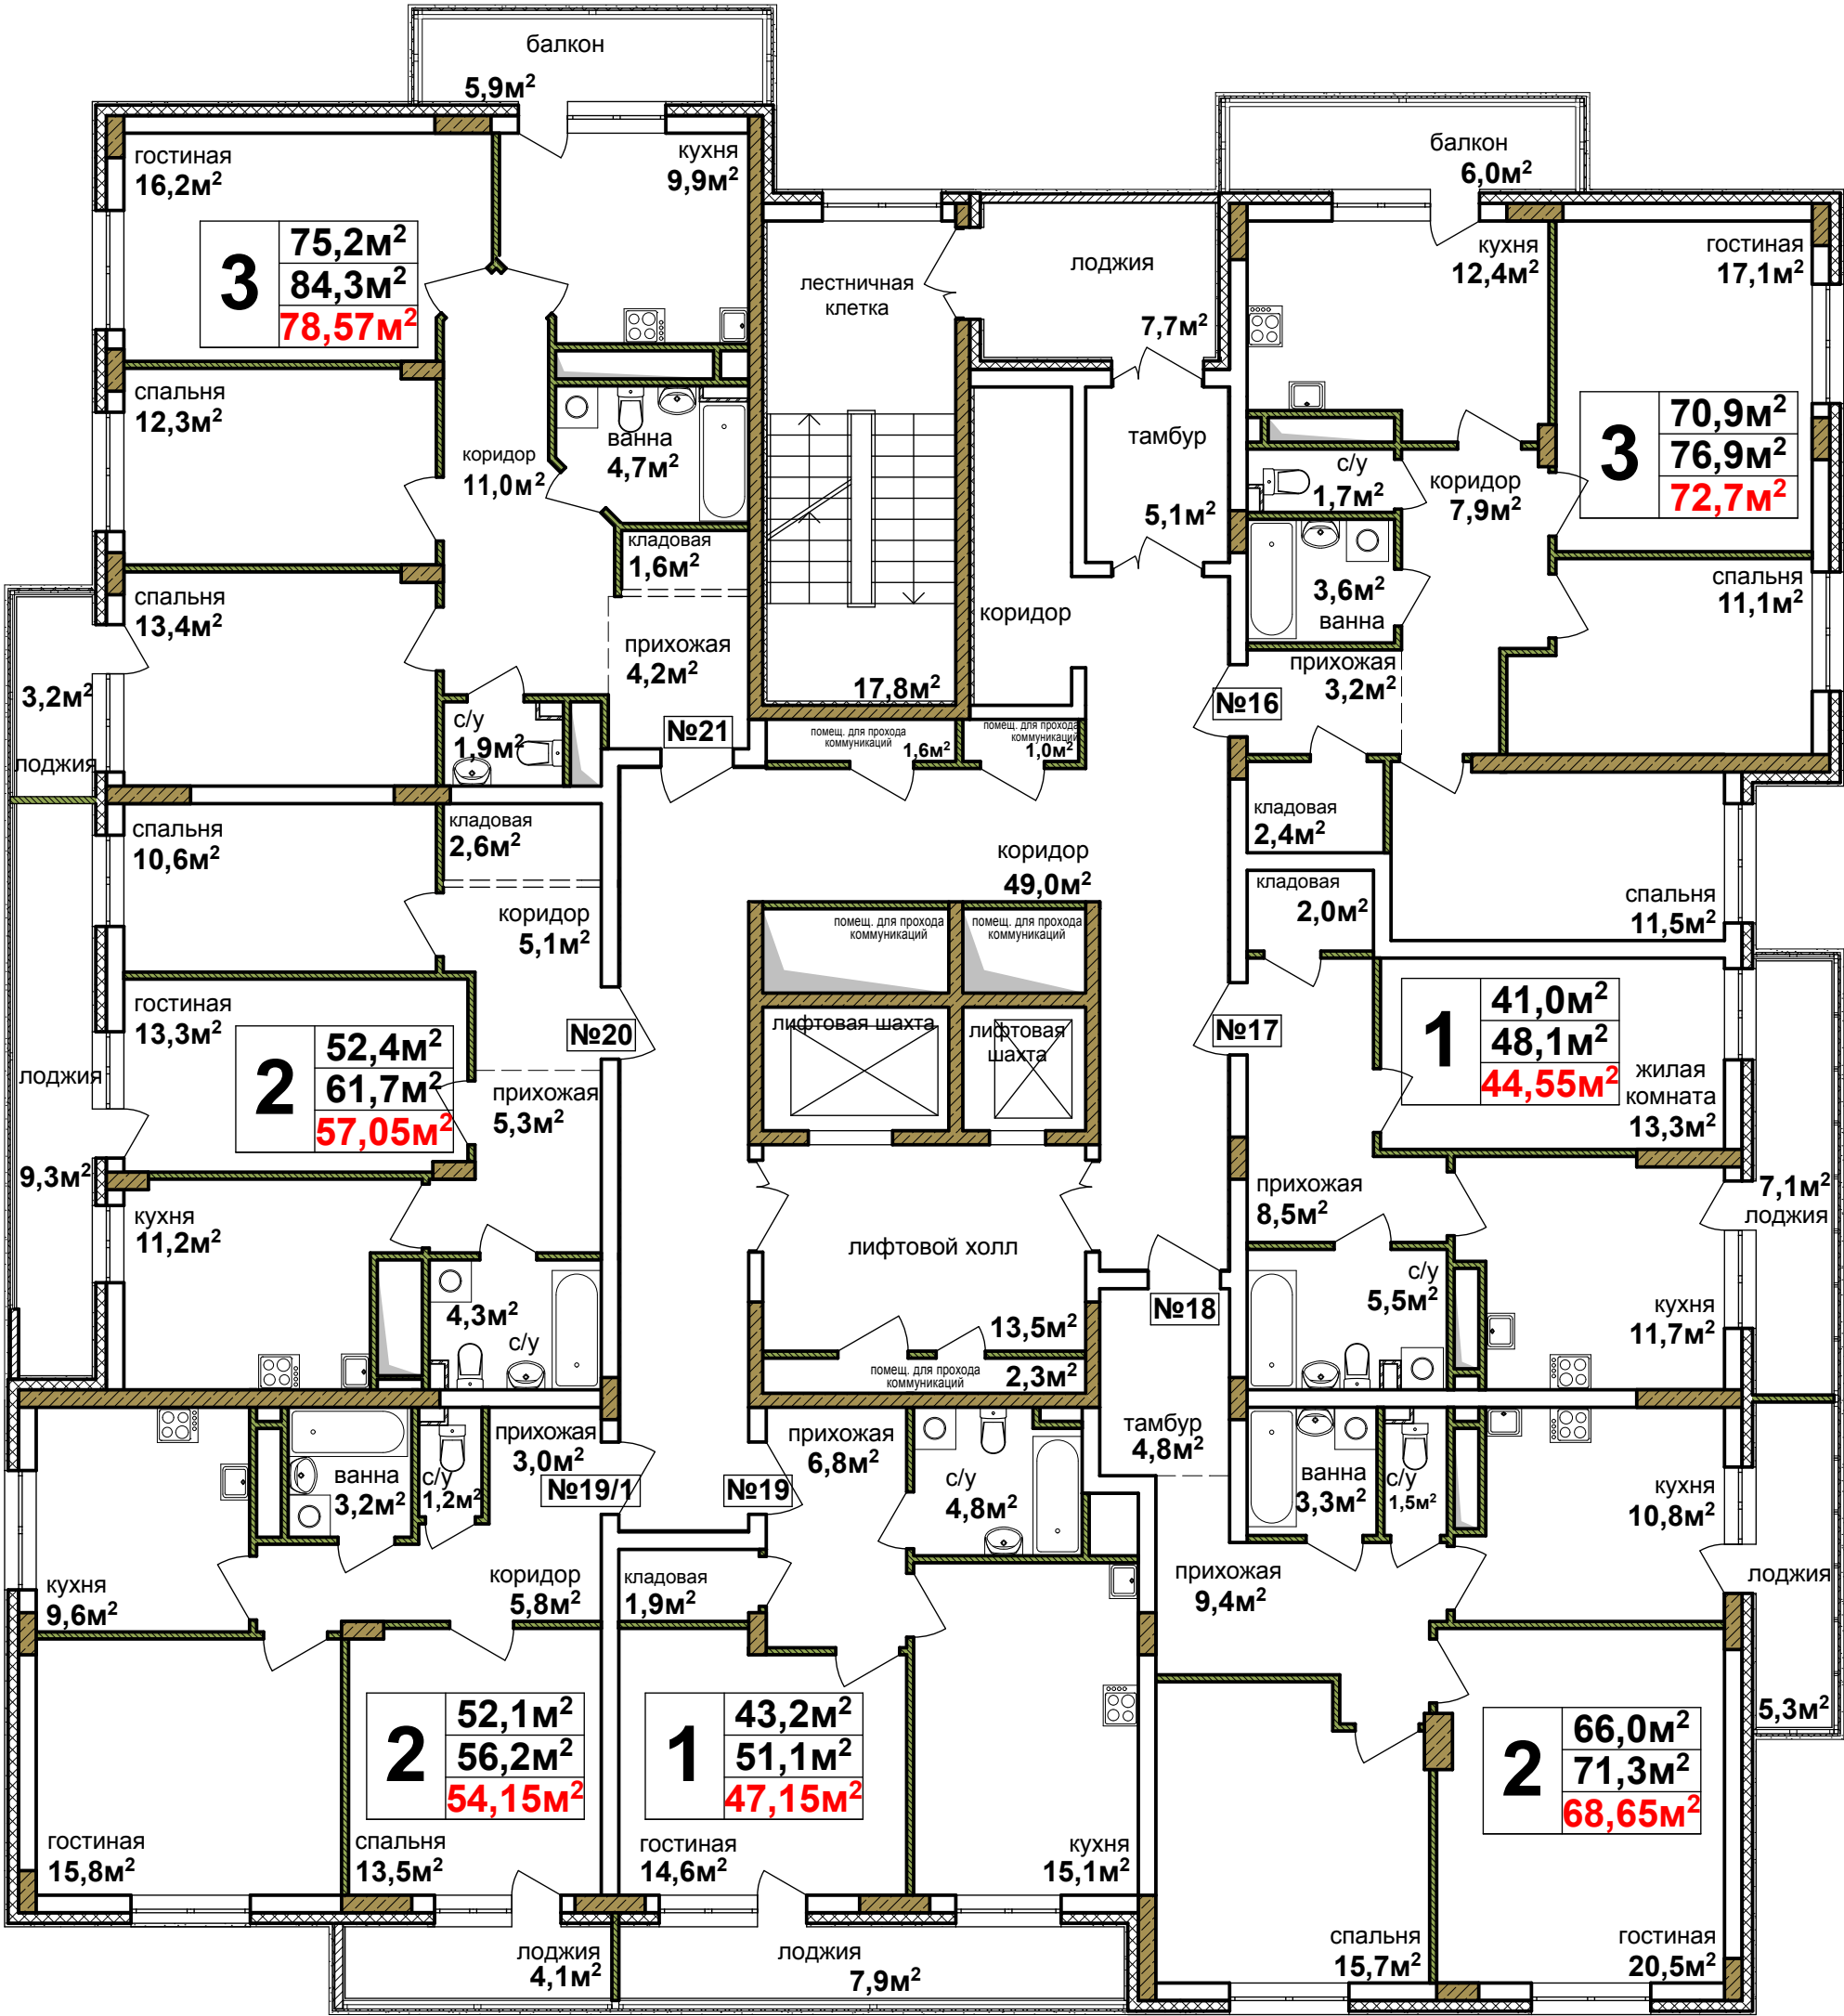 балкон
5,9м²
гостиная
16,2м²
кухня
9,9м²
3
75,2м²
84,3м²
78,57м²
спальня
12,3м²
коридор
11,0м²
ванна
4,7м²
кладовая
1,6м²
прихожая
4,2м²
спальня
13,4м²
3,2м²
лоджия
с/у
1,9м²
№21
лестничная
клетка
17,8м²
лоджия
7,7м²
тамбур
5,1м²
коридор
помещ. для прохода
коммуникаций
1,6м²
помещ. для прохода
коммуникаций
1,0м²
балкон
6,0м²
кухня
12,4м²
гостиная
17,1м²
3
70,9м²
76,9м²
72,7м²
с/у
1,7м²
коридор
7,9м²
3,6м²
ванна
спальня
11,1м²
прихожая
3,2м²
№16
кладовая
2,4м²
спальня
11,5м²
спальня
10,6м²
кладовая
2,6м²
коридор
5,1м²
гостиная
13,3м²
2
52,4м²
61,7м²
57,05м²
№20
прихожая
5,3м²
лоджия
9,3м²
кухня
11,2м²
4,3м²
с/у
коридор
49,0м²
помещ. для прохода
коммуникаций
помещ. для прохода
коммуникаций
лифтовая шахта
лифтовая
шахта
лифтовой холл
13,5м²
помещ. для прохода
коммуникаций
2,3м²
кладовая
2,0м²
№17
1
41,0м²
48,1м²
44,55м²
жилая
комната
13,3м²
прихожая
8,5м²
7,1м²
лоджия
с/у
5,5м²
кухня
11,7м²
№18
тамбур
4,8м²
прихожая
3,0м²
№19/1
ванна
3,2м²
с/у
1,2м²
кухня
9,6м²
коридор
5,8м²
2
52,1м²
56,2м²
54,15м²
гостиная
15,8м²
спальня
13,5м²
лоджия
4,1м²
№19
прихожая
6,8м²
с/у
4,8м²
кладовая
1,9м²
1
43,2м²
51,1м²
47,15м²
гостиная
14,6м²
кухня
15,1м²
лоджия
7,9м²
ванна
3,3м²
с/у
1,5м²
кухня
10,8м²
прихожая
9,4м²
лоджия
5,3м²
2
66,0м²
71,3м²
68,65м²
спальня
15,7м²
гостиная
20,5м²